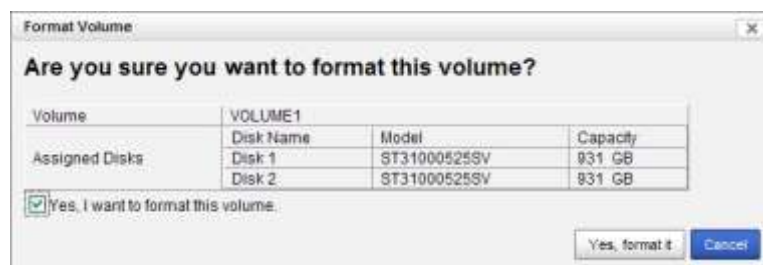 Format Volume
Are you sure you want to format this volume?
Volume VOLUME1
Disk Name Model Capacity
Assigned Disks Disk 1 ST31000525SV 931 GB
Disk 2 ST31000525SV 931 GB
Yes, I want to format this volume.
Yes, format it Cancel